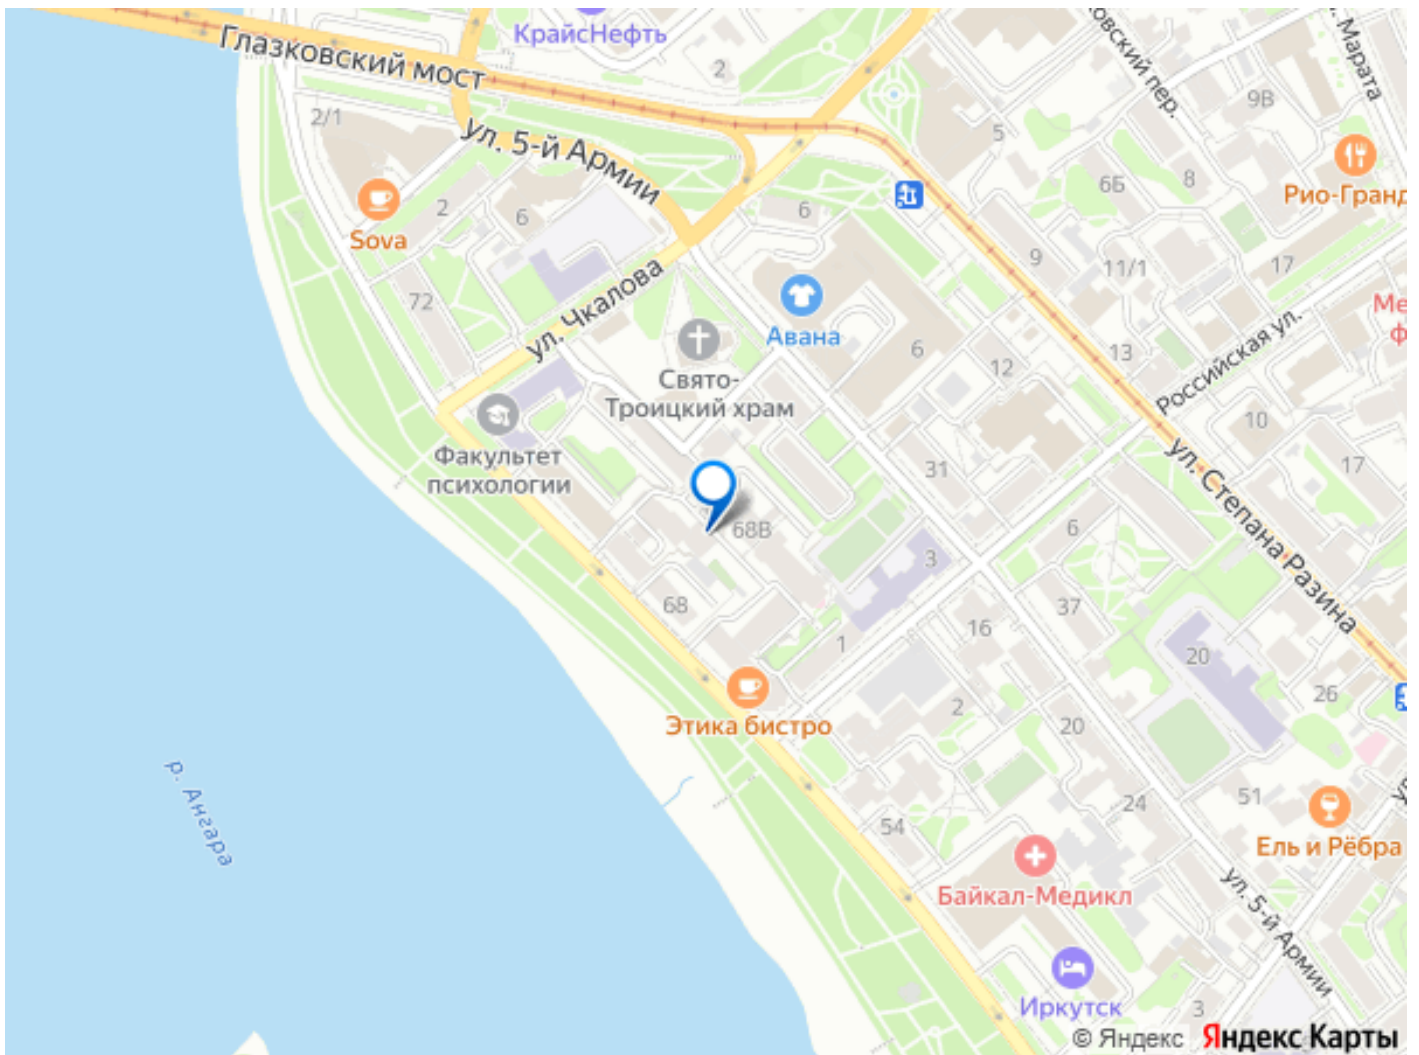 КрайсНефть
Глазковский мост
2
ул. Марата
9В
2/1
ул. 5-й Армии
5
Рио-Гранд
6Б
8
Sova
2
6
6
9
11/1
17
72
ул. Чкалова
Авана
6
12
13
Российская ул.
Свято-
Троицкий храм
10
17
Факультет
психологии
31
ул. Степана Разина
68В
6
3
68
37
16
1
20
26
Этика бистро
2
20
р. Ангара
24
51
54
Ель и Рёбра
Байкал-Медикл
ул. 5-й Армии
Иркутск
3
© Яндекс Яндекс Карты